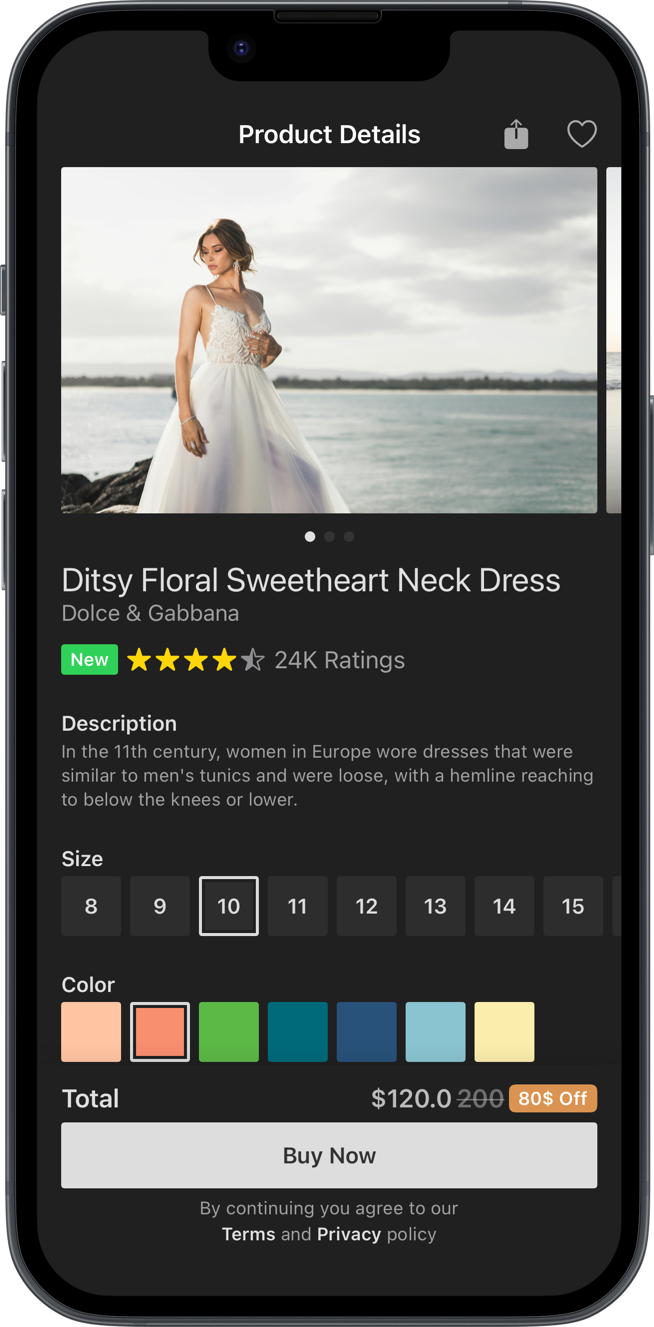 Product Details
Ditsy Floral Sweetheart Neck Dress
Dolce & Gabbana
New 24K Ratings
Description
In the 11th century, women in Europe wore dresses that were
similar to men's tunics and were loose, with a hemline reaching
to below the knees or lower.
Size
8 9 10 11 12 13 14 15
Color
Total $120.0 200 80$ Off
Buy Now
By continuing you agree to our
Terms and Privacy policy